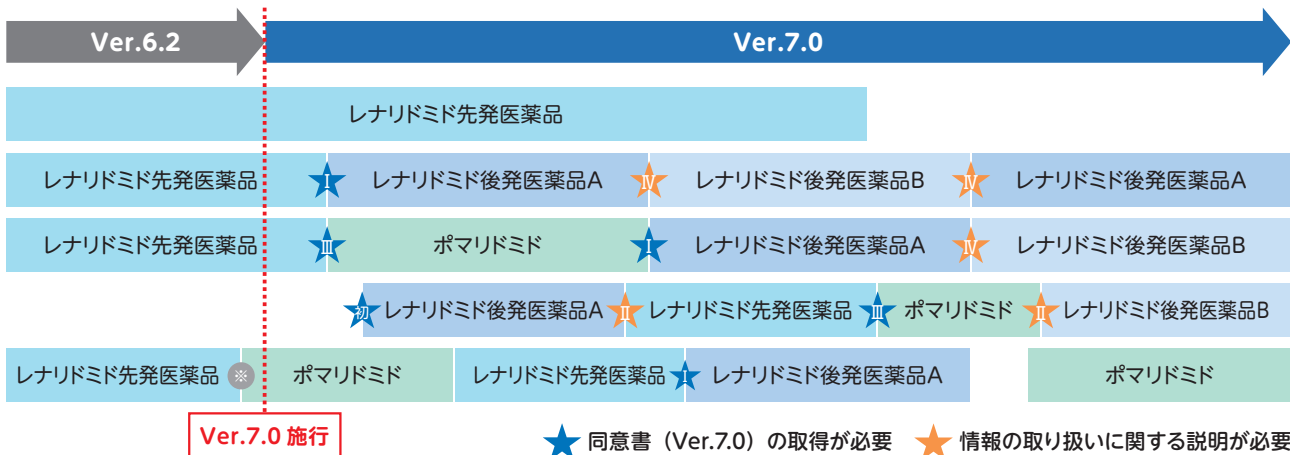 Ver.6.2 Ver.7.0
レナリドミド先発医薬品
レナリドミド先発医薬品 Ⅰ レナリドミド後発医薬品A Ⅳ レナリドミド後発医薬品B Ⅳ レナリドミド後発医薬品A
レナリドミド先発医薬品 Ⅲ ポマリドミド Ⅰ レナリドミド後発医薬品A Ⅳ レナリドミド後発医薬品B
初 レナリドミド後発医薬品A Ⅱ レナリドミド先発医薬品 Ⅲ ポマリドミド Ⅱ レナリドミド後発医薬品B
レナリドミド先発医薬品 ※ ポマリドミド レナリドミド先発医薬品 Ⅰ レナリドミド後発医薬品A ポマリドミド
Ver.7.0 施行
同意書（Ver.7.0）の取得が必要 情報の取り扱いに関する説明が必要